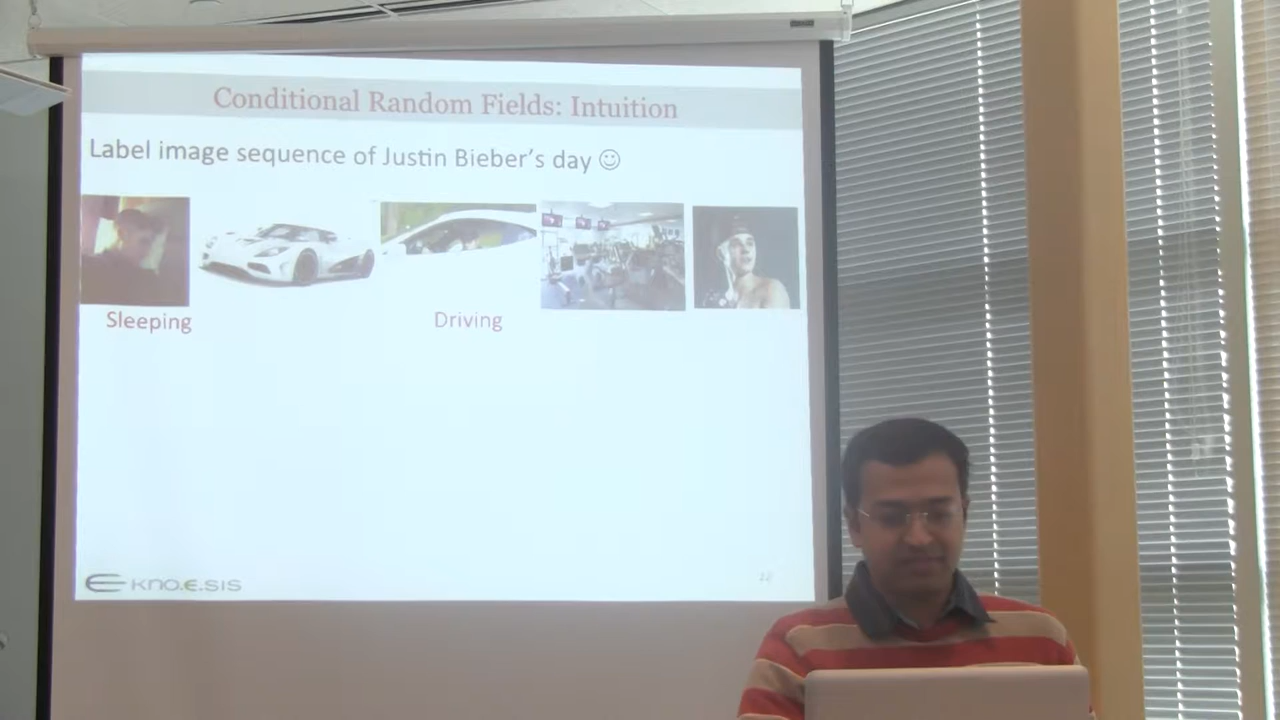 Conditional Random Fields: Intuition
Label image sequence of Justin Bieber's day ☺
Sleeping
Driving
KNO.E.SIS